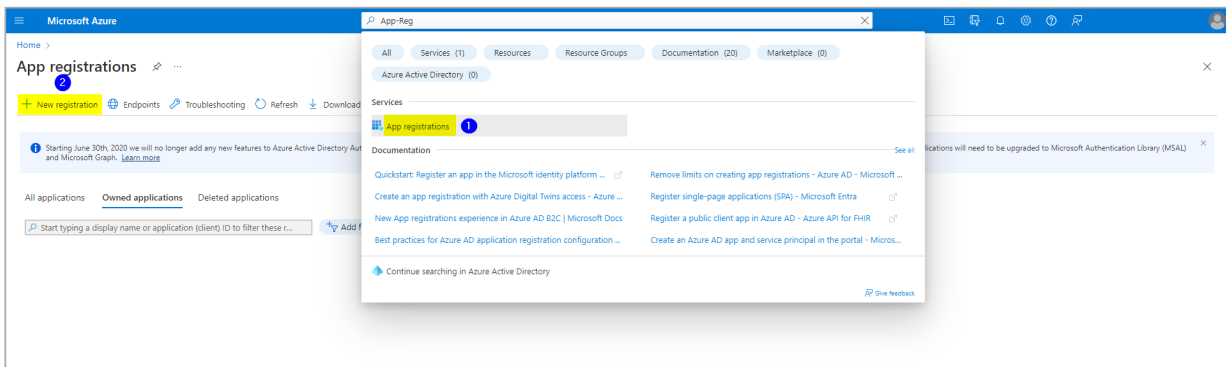 Microsoft Azure
App-Reg
Home >
App registrations
2
New registration
Endpoints
Troubleshooting
Refresh
Download
Starting June 30th, 2020 we will no longer add any new features to Azure Active Directory Aut
lications will need to be upgraded to Microsoft Authentication Library (MSAL)
and Microsoft Graph. Learn more
All applications
Owned applications
Deleted applications
Start typing a display name or application (client) ID to filter these r...
Add f
All
Services (1)
Resources
Resource Groups
Documentation (20)
Marketplace (0)
Azure Active Directory (0)
Services
App registrations
1
Documentation
See all
Quickstart: Register an app in the Microsoft identity platform ...
Remove limits on creating app registrations - Azure AD - Microsoft ...
Create an app registration with Azure Digital Twins access - Azure ...
Register single-page applications (SPA) - Microsoft Entra
New App registrations experience in Azure AD B2C | Microsoft Docs
Register a public client app in Azure AD - Azure API for FHIR
Best practices for Azure AD application registration configuration ...
Create an Azure AD app and service principal in the portal - Micros...
Continue searching in Azure Active Directory
Give feedback